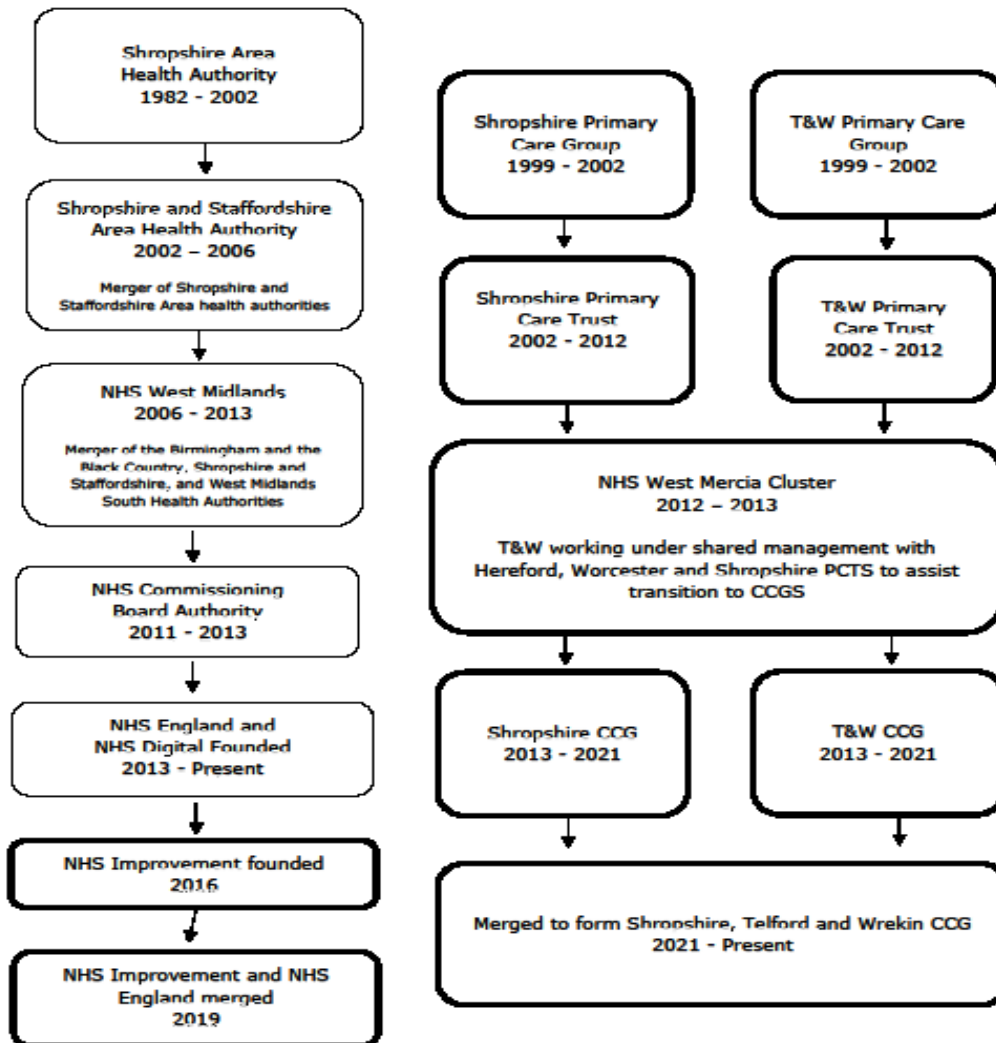 Shropshire Area
Health Authority
1982 - 2002
Shropshire and Staffordshire
Area Health Authority
2002 – 2006
Merger of Shropshire and
Staffordshire Area health authorities
NHS West Midlands
2006 - 2013
Merger of the Birmingham and the
Black Country, Shropshire and
Staffordshire, and West Midlands
South Health Authorities
NHS Commissioning
Board Authority
2011 - 2013
NHS England and
NHS Digital Founded
2013 - Present
NHS Improvement founded
2016
NHS Improvement and NHS
England merged
2019
Shropshire Primary
Care Group
1999 - 2002
T&W Primary Care
Group
1999 - 2002
Shropshire Primary
Care Trust
2002 - 2012
T&W Primary
Care Trust
2002 - 2012
NHS West Mercia Cluster
2012 – 2013
T&W working under shared management with
Hereford, Worcester and Shropshire PCTS to assist
transition to CCGS
Shropshire CCG
2013 - 2021
T&W CCG
2013 - 2021
Merged to form Shropshire, Telford and Wrekin CCG
2021 - Present